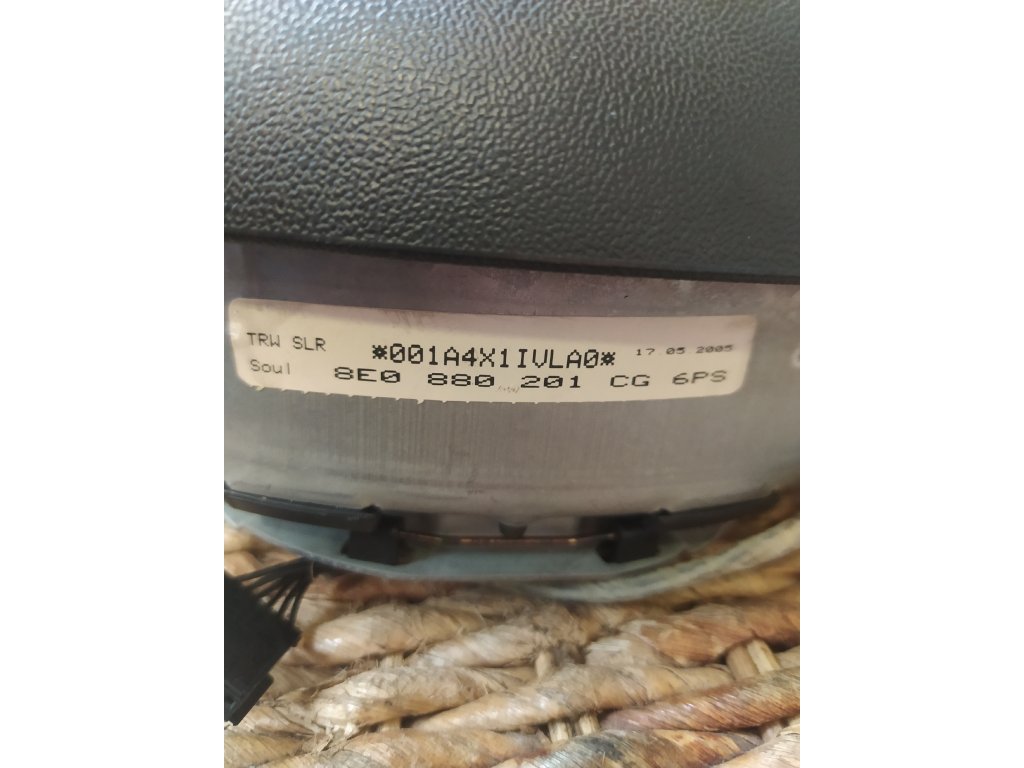 TRW SLR *001A4X1IVLA0* 17.05.2005
Soul 8E0 880 201 CG 6PS